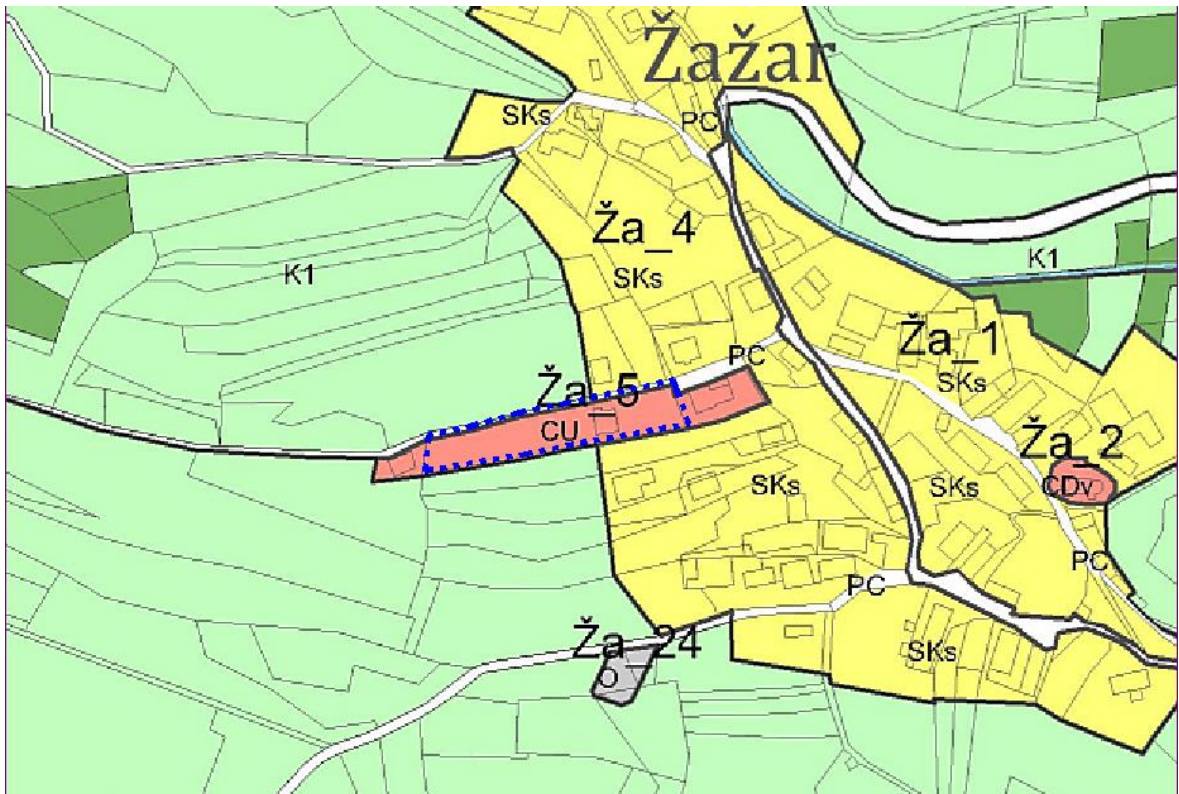 Žažar
SKs
PC
Ža_4
SKs
K1
K1
Ža_1
SKs
PC
Ža_5
CU
Ža_2
CDv
SKs
SKs
PC
PC
Ža_24
O
SKs